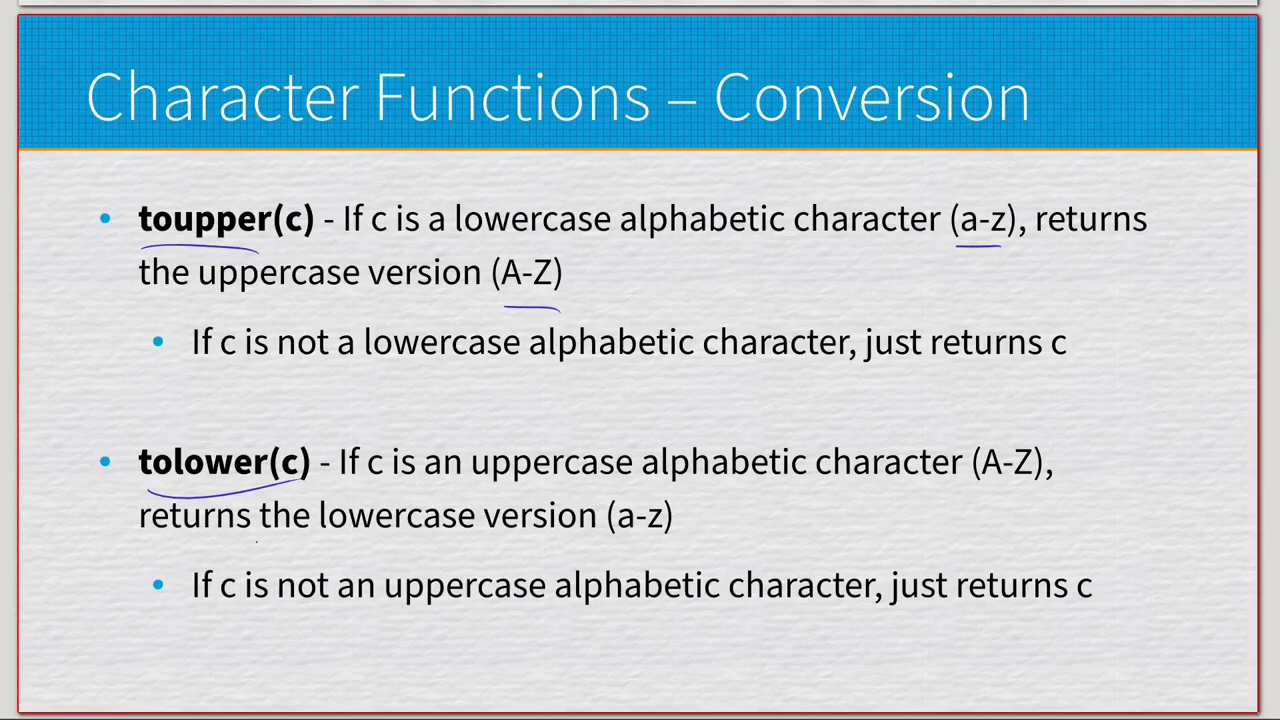 Character Functions – Conversion
• toupper(c) - If c is a lowercase alphabetic character (a-z), returns
the uppercase version (A-Z)
• If c is not a lowercase alphabetic character, just returns c
• tolower(c) - If c is an uppercase alphabetic character (A-Z),
returns the lowercase version (a-z)
• If c is not an uppercase alphabetic character, just returns c